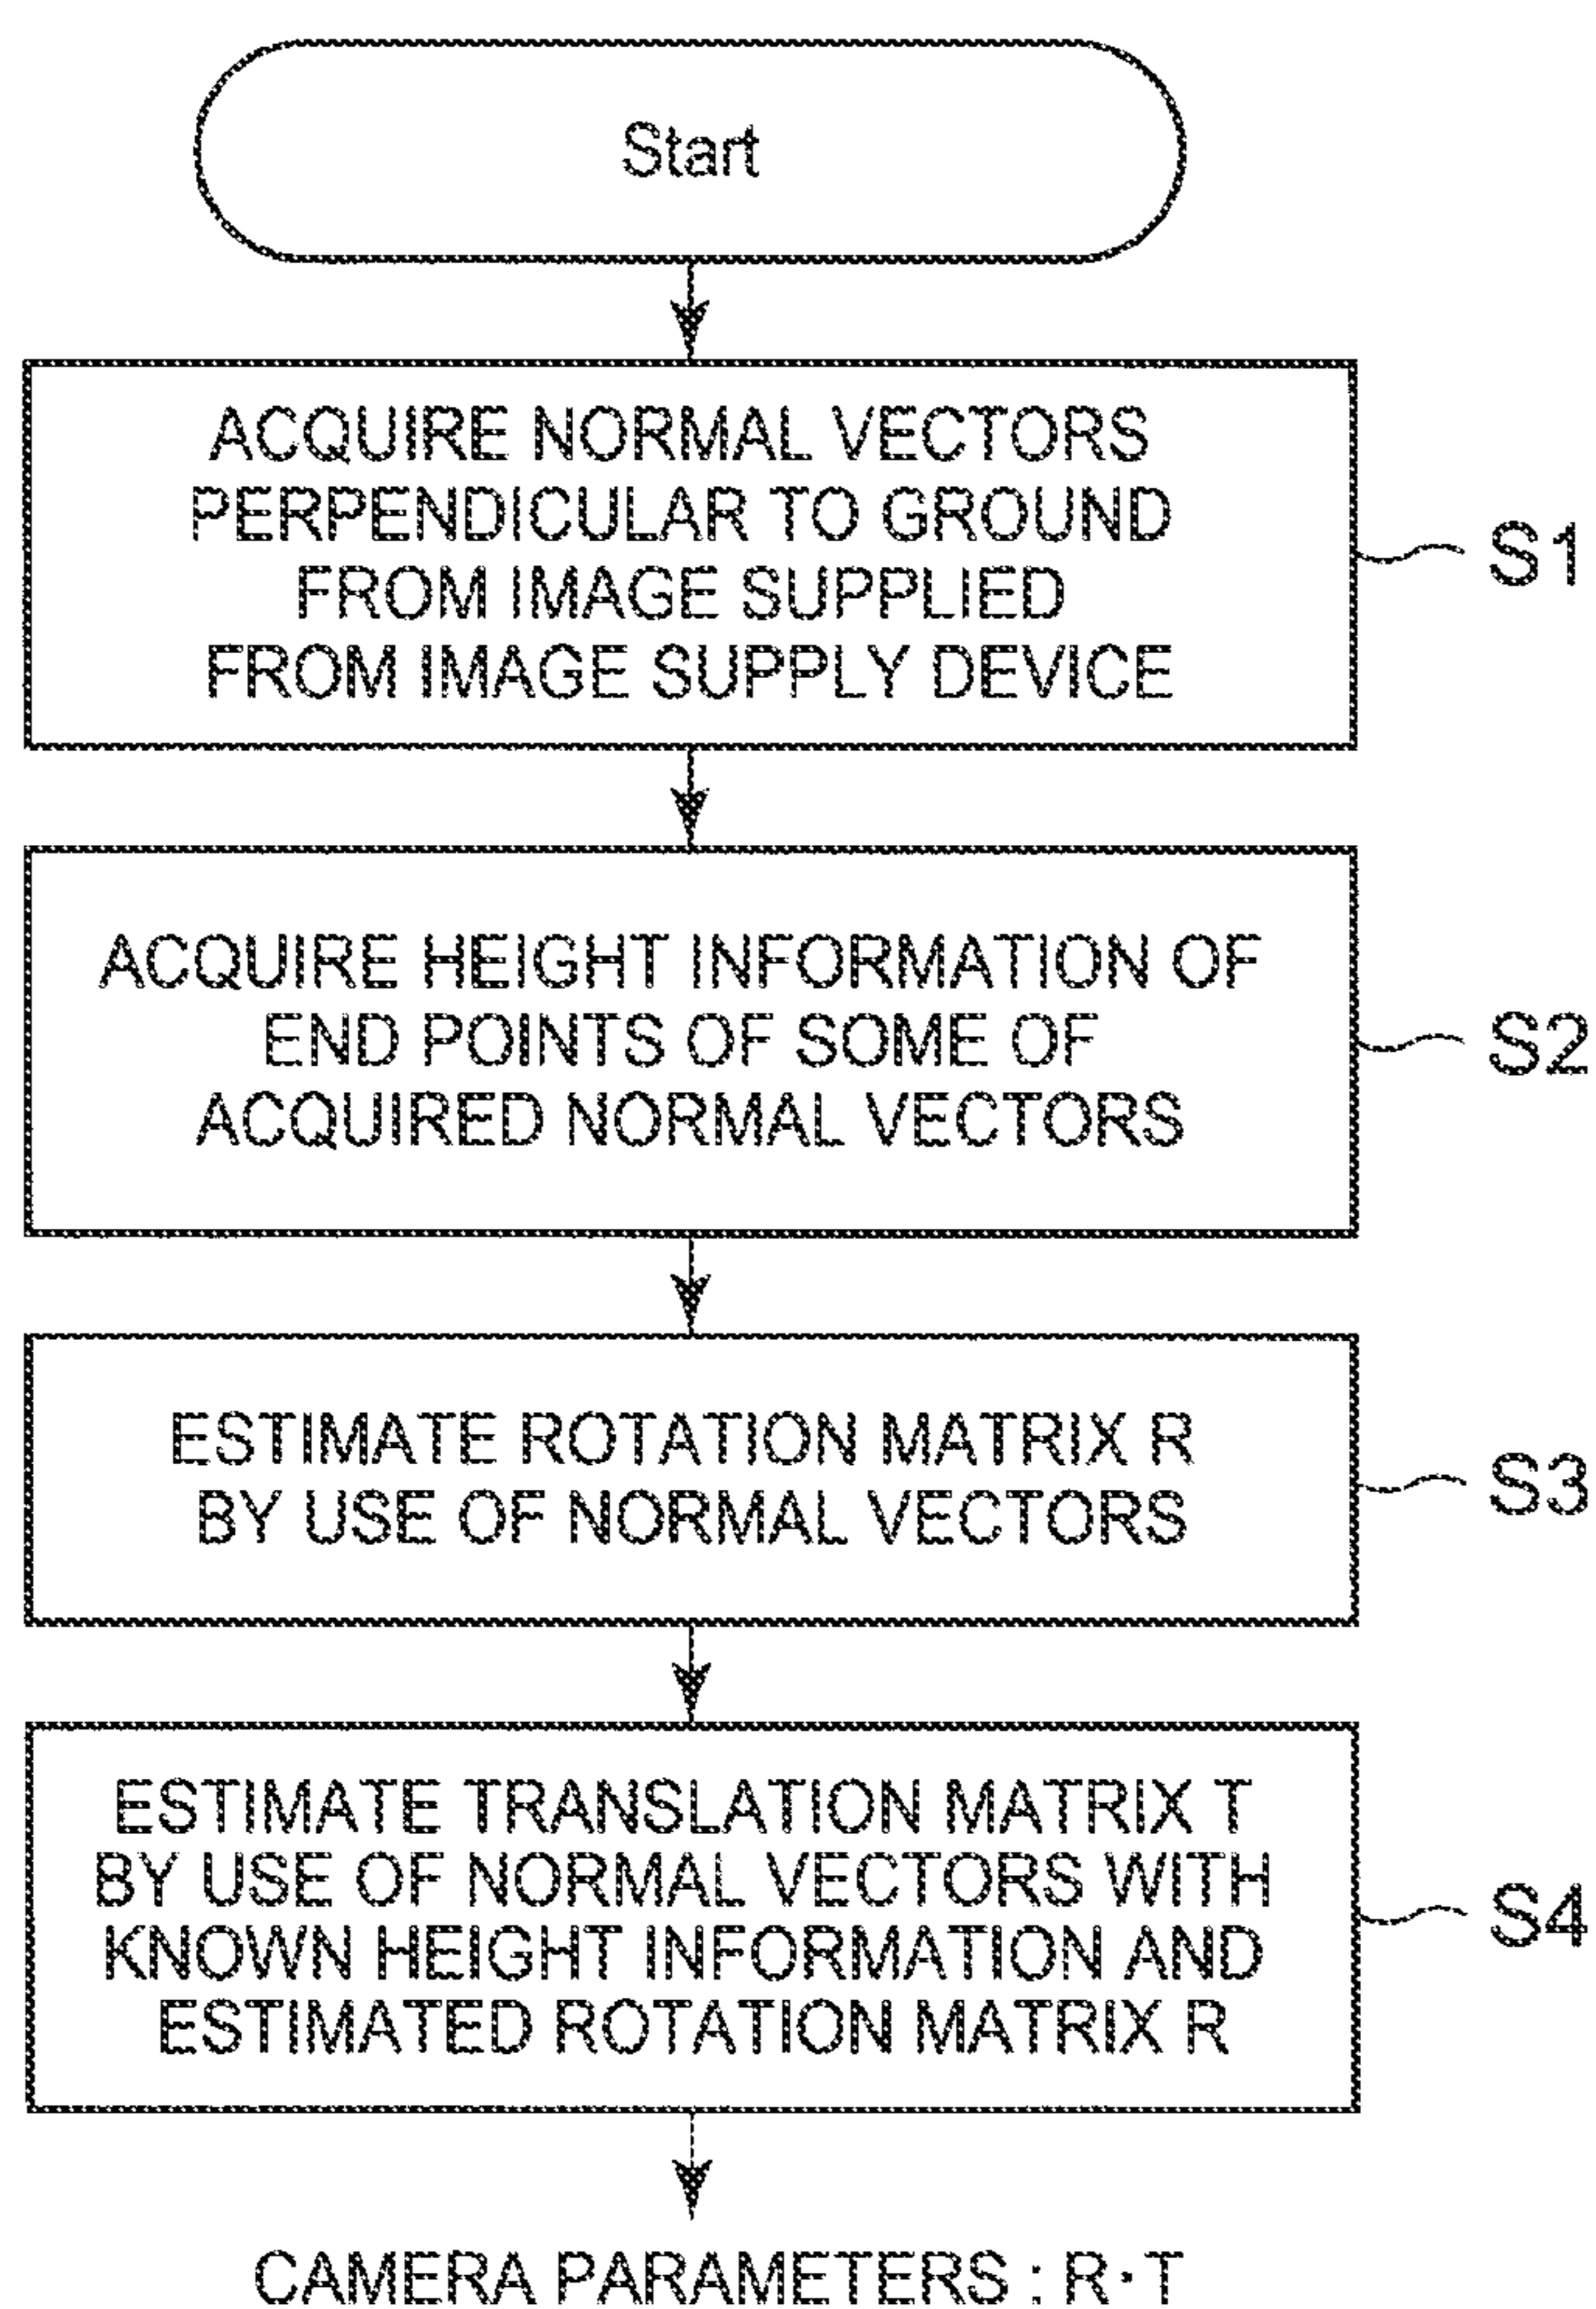 Start
ACQUIRE NORMAL VECTORS
PERPENDICULAR TO GROUND
FROM IMAGE SUPPLIED
FROM IMAGE SUPPLY DEVICE
S1
ACQUIRE HEIGHT INFORMATION OF
END POINTS OF SOME OF
ACQUIRED NORMAL VECTORS
S2
ESTIMATE ROTATION MATRIX R
BY USE OF NORMAL VECTORS
S3
ESTIMATE TRANSLATION MATRIX T
BY USE OF NORMAL VECTORS WITH
KNOWN HEIGHT INFORMATION AND
ESTIMATED ROTATION MATRIX R
S4
CAMERA PARAMETERS : R·T